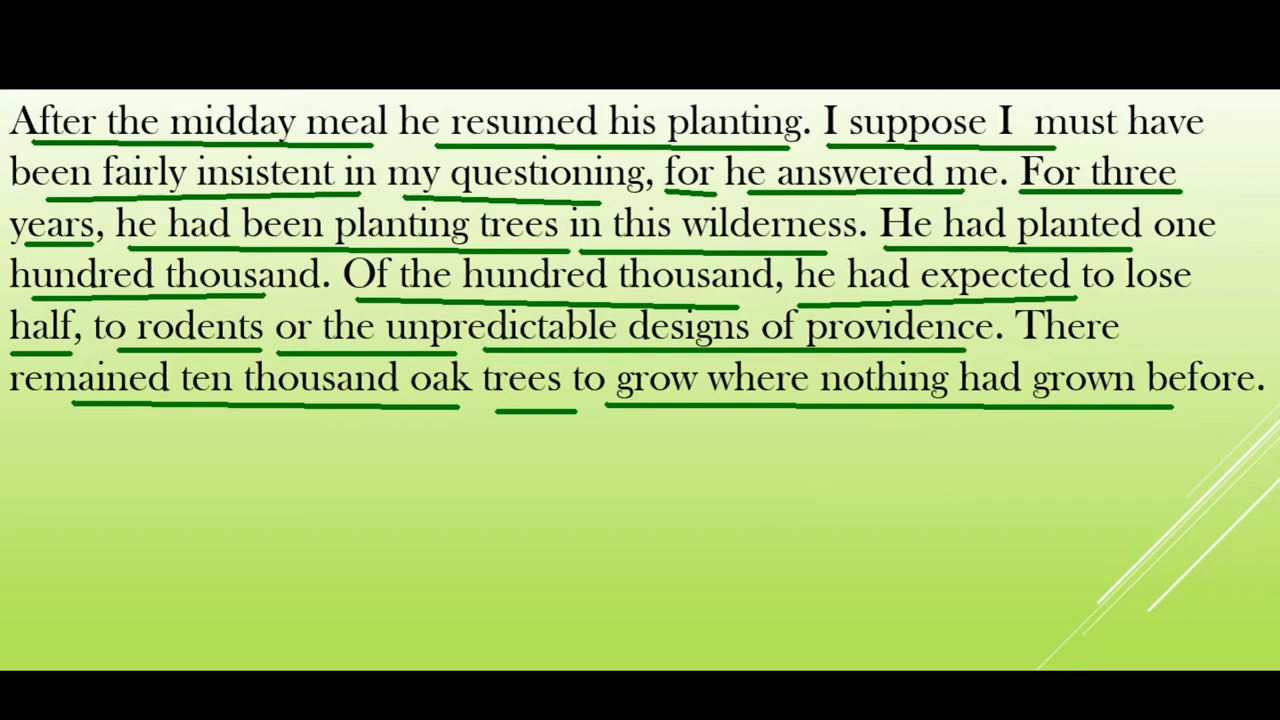 After the midday meal he resumed his planting. I suppose I  must have
been fairly insistent in my questioning, for he answered me. For three
years, he had been planting trees in this wilderness. He had planted one
hundred thousand. Of the hundred thousand, he had expected to lose
half, to rodents or the unpredictable designs of providence. There
remained ten thousand oak trees to grow where nothing had grown before.